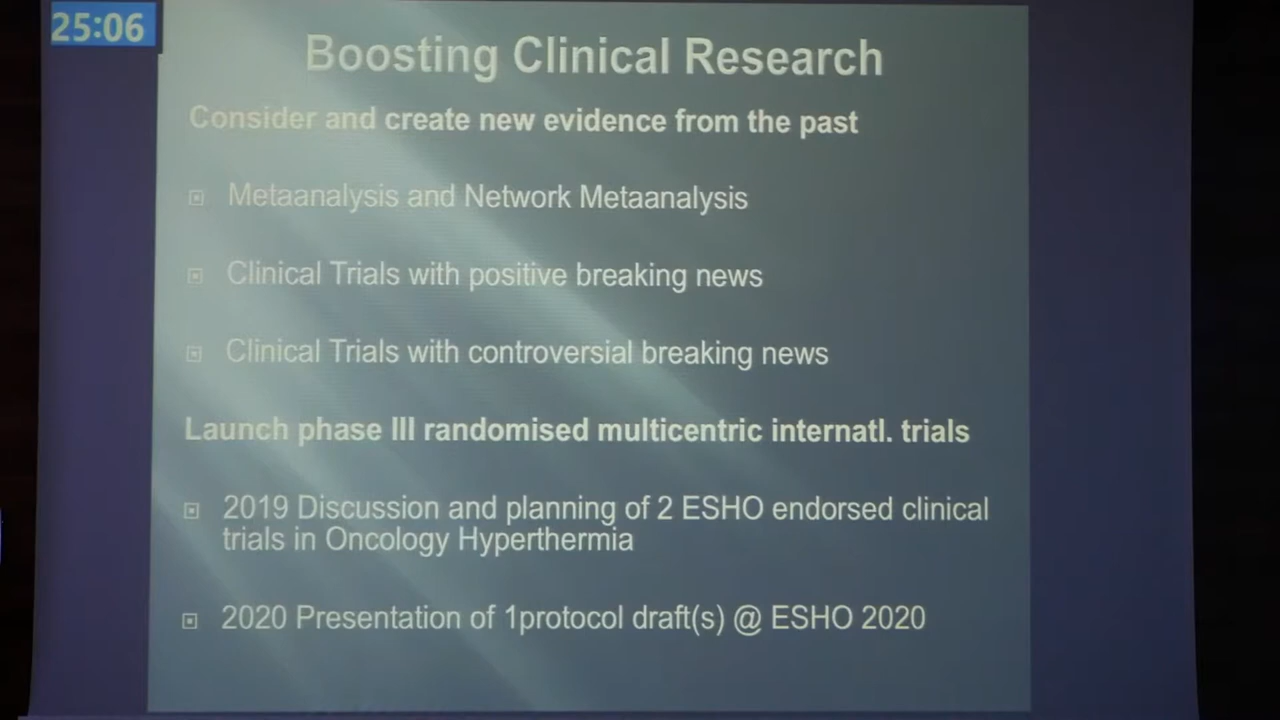 25:06
Boosting Clinical Research
Consider and create new evidence from the past
Metaanalysis and Network Metaanalysis
Clinical Trials with positive breaking news
Clinical Trials with controversial breaking news
Launch phase III randomised multicentric internatl. trials
2019 Discussion and planning of 2 ESHO endorsed clinical
trials in Oncology Hyperthermia
2020 Presentation of 1protocol draft(s) @ ESHO 2020